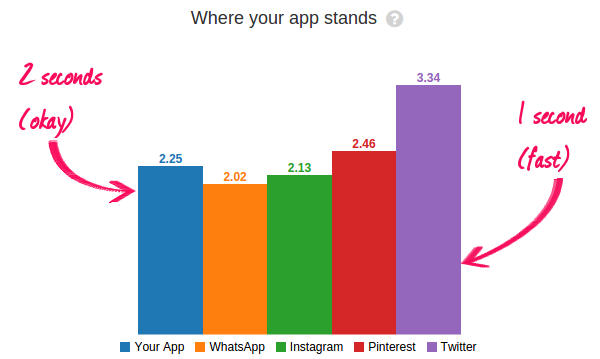 Where your app stands ?
2 seconds
(okay)
1 second
(fast)
2.25
2.02
2.13
2.46
3.34
Your App WhatsApp Instagram Pinterest Twitter